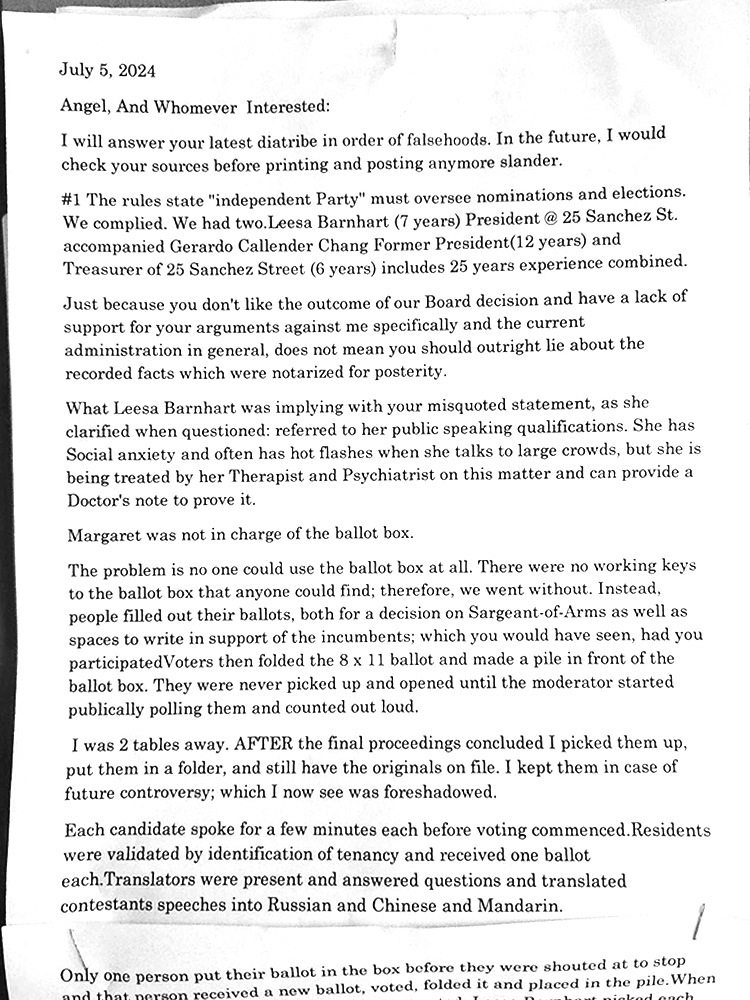 July 5, 2024
Angel, And Whomever Interested:
I will answer your latest diatribe in order of falsehoods. In the future, I would
check your sources before printing and posting anymore slander.
#1 The rules state "independent Party" must oversee nominations and elections.
We complied. We had two.Leesa Barnhart (7 years) President @ 25 Sanchez St.
accompanied Gerardo Callender Chang Former President(12 years) and
Treasurer of 25 Sanchez Street (6 years) includes 25 years experience combined.
Just because you don't like the outcome of our Board decision and have a lack of
support for your arguments against me specifically and the current
administration in general, does not mean you should outright lie about the
recorded facts which were notarized for posterity.
What Leesa Barnhart was implying with your misquoted statement, as she
clarified when questioned: referred to her public speaking qualifications. She has
Social anxiety and often has hot flashes when she talks to large crowds, but she is
being treated by her Therapist and Psychiatrist on this matter and can provide a
Doctor's note to prove it.
Margaret was not in charge of the ballot box.
The problem is no one could use the ballot box at all. There were no working keys
to the ballot box that anyone could find; therefore, we went without. Instead,
people filled out their ballots, both for a decision on Sargeant-of-Arms as well as
spaces to write in support of the incumbents; which you would have seen, had you
participatedVoters then folded the 8 x 11 ballot and made a pile in front of the
ballot box. They were never picked up and opened until the moderator started
publically polling them and counted out loud.
I was 2 tables away. AFTER the final proceedings concluded I picked them up,
put them in a folder, and still have the originals on file. I kept them in case of
future controversy; which I now see was foreshadowed.
Each candidate spoke for a few minutes each before voting commenced.Residents
were validated by identification of tenancy and received one ballot
each.Translators were present and answered questions and translated
contestants speeches into Russian and Chinese and Mandarin.
Only one person put their ballot in the box before they were shouted at to stop
and that person received a new ballot, voted, folded it and placed in the pile.When
Leesa Barnhart picked each